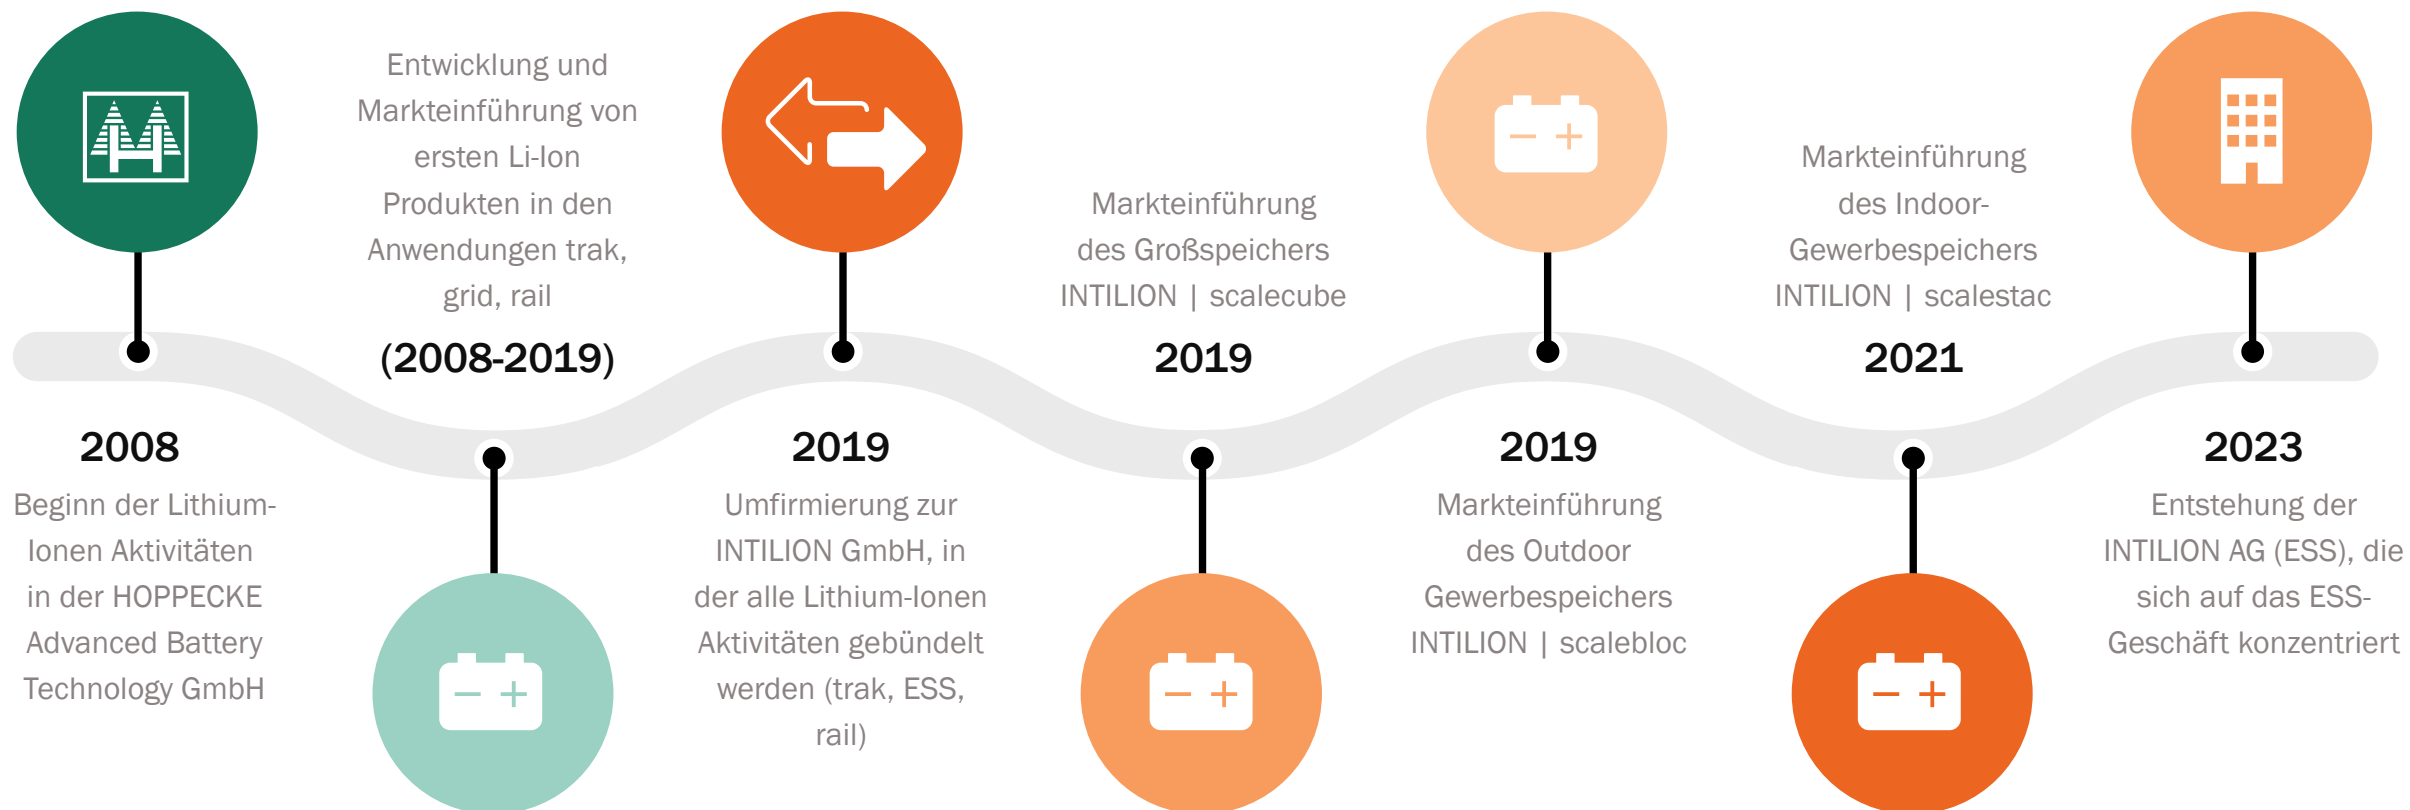 2008
Beginn der Lithium-
Ionen Aktivitäten
in der HOPPECKE
Advanced Battery
Technology GmbH
Entwicklung und
Markteinführung von
ersten Li-Ion
Produkten in den
Anwendungen trak,
grid, rail
(2008-2019)
2019
Umfirmierung zur
INTILION GmbH, in
der alle Lithium-Ionen
Aktivitäten gebündelt
werden (trak, ESS,
rail)
Markteinführung
des Großspeichers
INTILION | scalecube
2019
2019
Markteinführung
des Outdoor
Gewerbespeichers
INTILION | scalebloc
Markteinführung
des Indoor-
Gewerbespeichers
INTILION | scalestac
2021
2023
Entstehung der
INTILION AG (ESS), die
sich auf das ESS-
Geschäft konzentriert